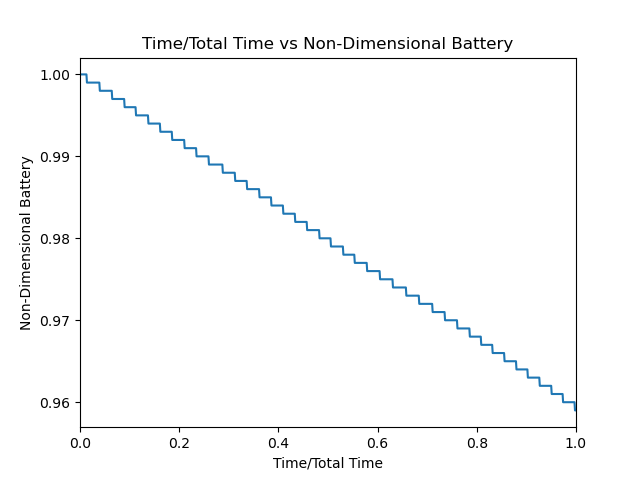 Time/Total Time vs Non-Dimensional Battery
1.00
0.99
0.98
0.97
0.96
Non-Dimensional Battery
0.0 0.2 0.4 0.6 0.8 1.0
Time/Total Time